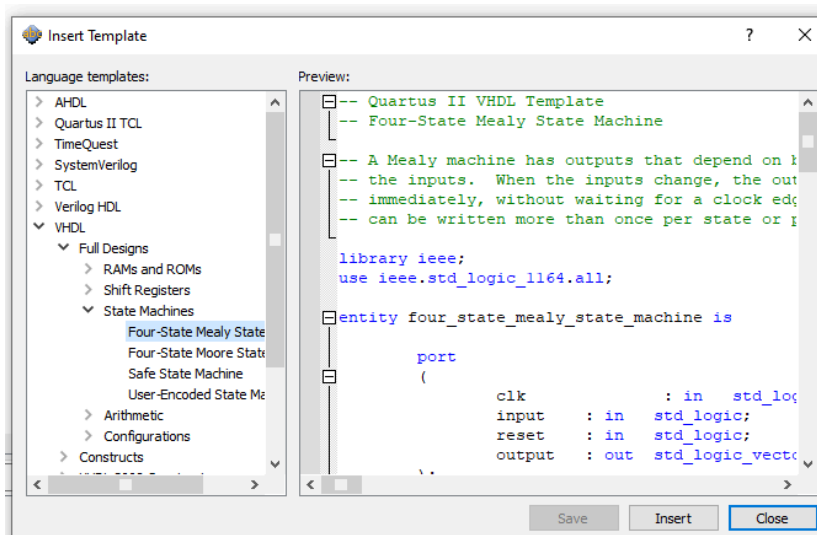 Insert Template
?
Language templates:
AHDL
Quartus II TCL
TimeQuest
SystemVerilog
TCL
Verilog HDL
VHDL
Full Designs
RAMs and ROMs
Shift Registers
State Machines
Four-State Mealy State
Four-State Moore State
Safe State Machine
User-Encoded State Ma
Arithmetic
Configurations
Constructs
Preview:
-- Quartus II VHDL Template
-- Four-State Mealy State Machine
-- A Mealy machine has outputs that depend on b
-- the inputs.  When the inputs change, the out
-- immediately, without waiting for a clock edg
-- can be written more than once per state or p
library ieee;
use ieee.std_logic_1164.all;
entity four_state_mealy_state_machine is
port
(
clk : in std_log
input : in std_logic;
reset : in std_logic;
output : out std_logic_vecto
Save
Insert
Close